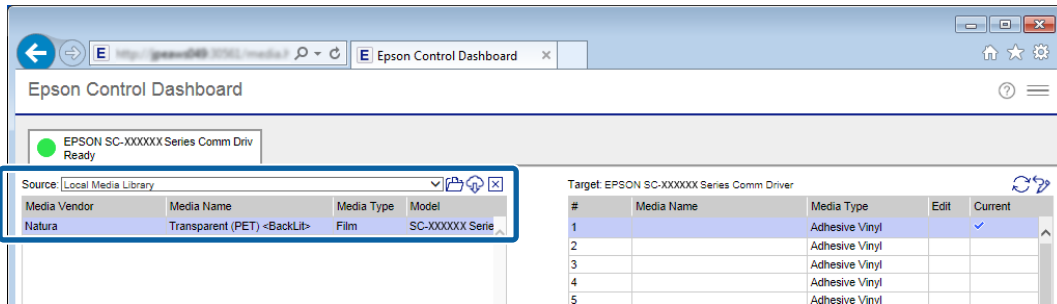 E Epson Control Dashboard
Epson Control Dashboard
EPSON SC-XXXXXX Series Comm Driv
Ready
Source: Local Media Library
Media Vendor Media Name Media Type Model
Natura Transparent (PET) <BackLit> Film SC-XXXXXX Serie
Target: EPSON SC-XXXXXX Series Comm Driver
# Media Name Media Type Edit Current
1 Adhesive Vinyl
2 Adhesive Vinyl
3 Adhesive Vinyl
4 Adhesive Vinyl
5 Adhesive Vinyl